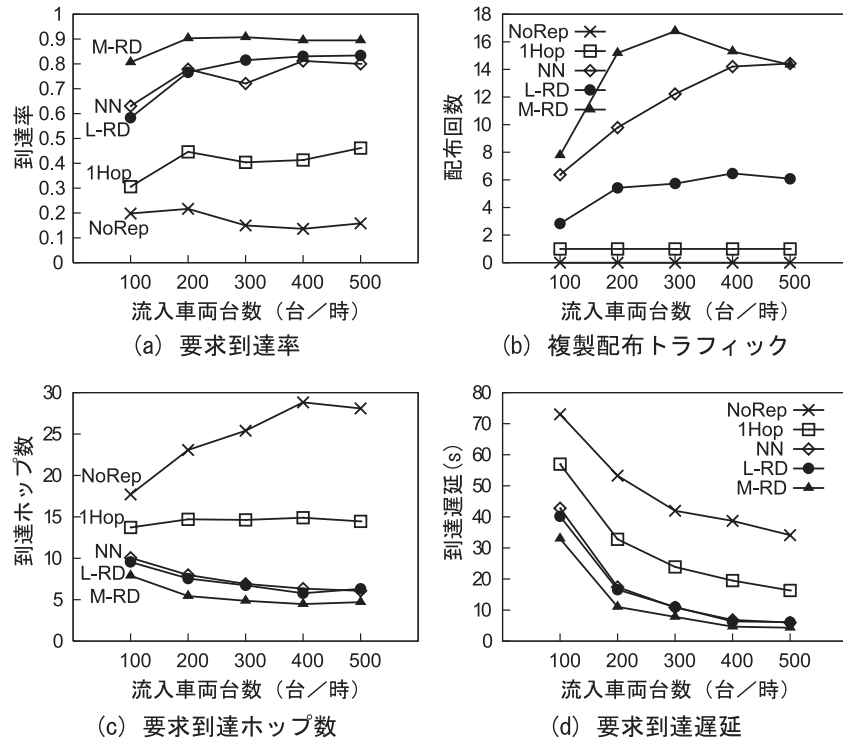 到達率
1
0.9
0.8
0.7
0.6
0.5
0.4
0.3
0.2
0.1
0
M-RD
NN
L-RD
1Hop
NoRep
100 200 300 400 500
流入車両台数（台／時）
(a) 要求到達率
配布回数
18
16
14
12
10
8
6
4
2
0
NoRep
1Hop
NN
L-RD
M-RD
100 200 300 400 500
流入車両台数（台／時）
(b) 複製配布トラフィック
到達ホップ数
30
25
20
15
10
5
0
NoRep
1Hop
NN
L-RD
M-RD
100 200 300 400 500
流入車両台数（台／時）
(c) 要求到達ホップ数
到達遅延(s)
80
70
60
50
40
30
20
10
0
NoRep
1Hop
NN
L-RD
M-RD
100 200 300 400 500
流入車両台数（台／時）
(d) 要求到達遅延